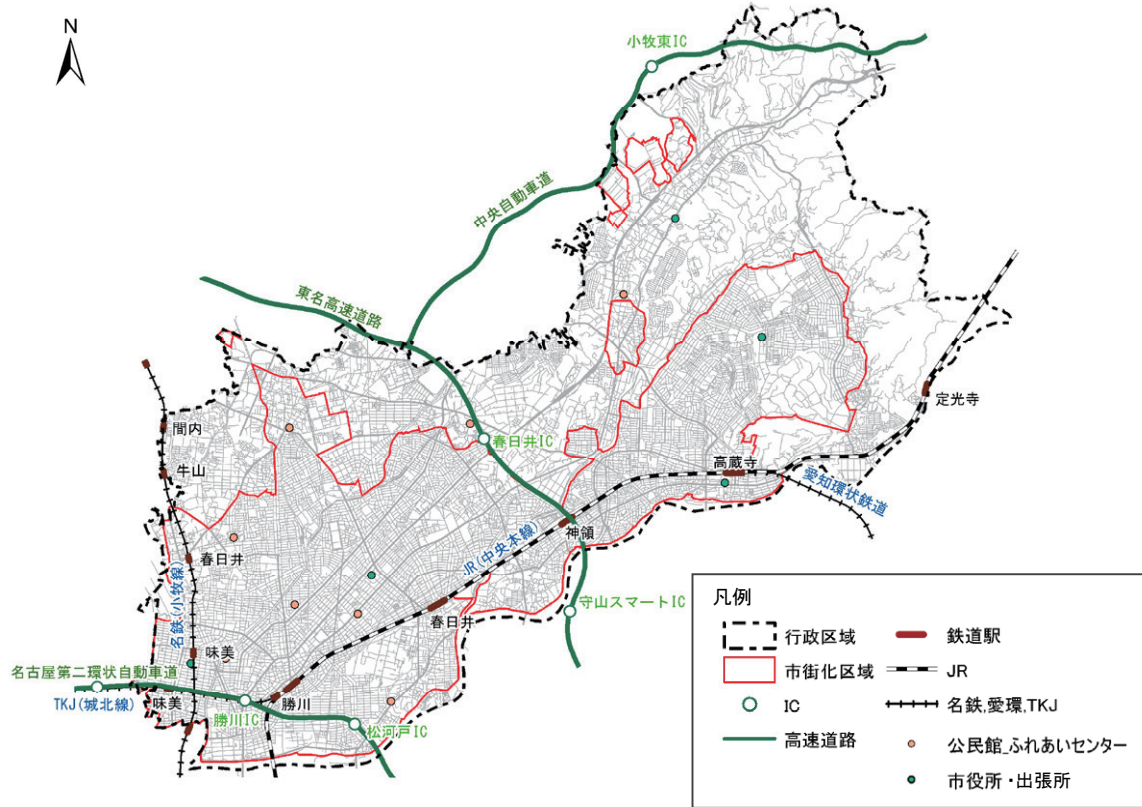 N
小牧東IC
中央自動車道
東名高速道路
間内
牛山
春日井IC
高蔵寺
定光寺
愛知環状鉄道
神領
JR(中央本線)
春日井
名鉄(小牧線)
春日井
守山スマートIC
味美
名古屋第二環状自動車道
TKJ(城北線)
味美
勝川IC
勝川
松河戸IC
凡例
行政区域
鉄道駅
市街化区域
JR
IC
名鉄,愛環,TKJ
高速道路
公民館_ふれあいセンター
市役所・出張所